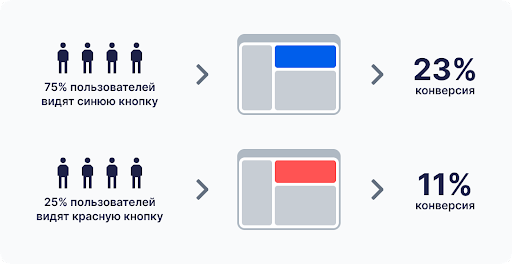 75% пользователей
видят синюю кнопку
23%
конверсия
25% пользователей
видят красную кнопку
11%
конверсия